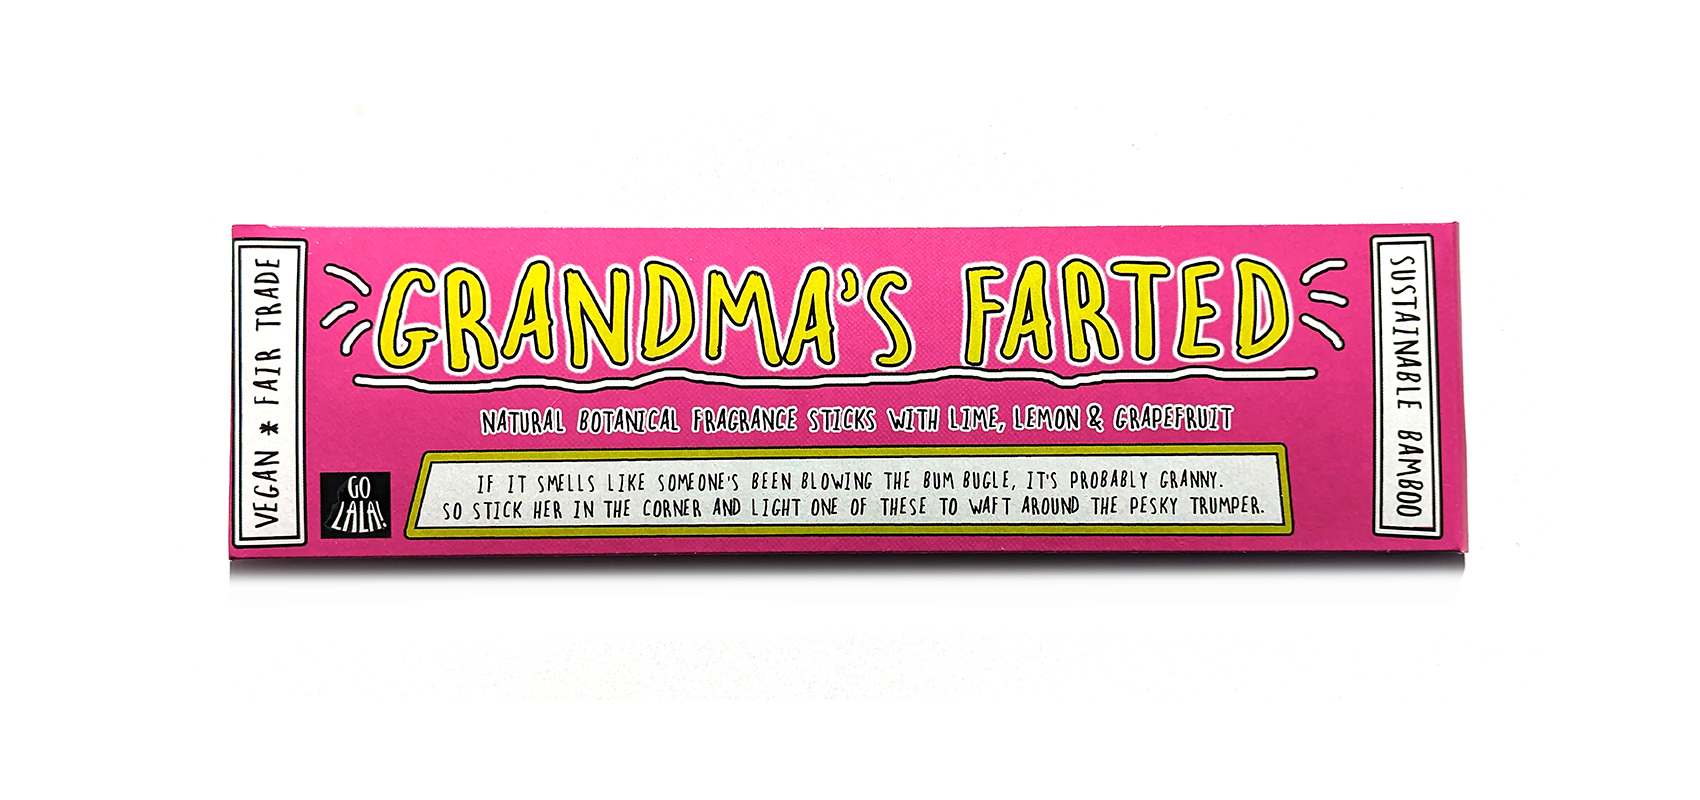 VEGAN * FAIR TRADE
GRANDMA'S FARTED
NATURAL BOTANICAL FRAGRANCE STICKS WITH LIME, LEMON & GRAPEFRUIT
IF IT SMELLS LIKE SOMEONE'S BEEN BLOWING THE BUM BUGLE, IT'S PROBABLY GRANNY.
SO STICK HER IN THE CORNER AND LIGHT ONE OF THESE TO WAFT AROUND THE PESKY TRUMPER.
GO
LALA!
SUSTAINABLE BAMBOO